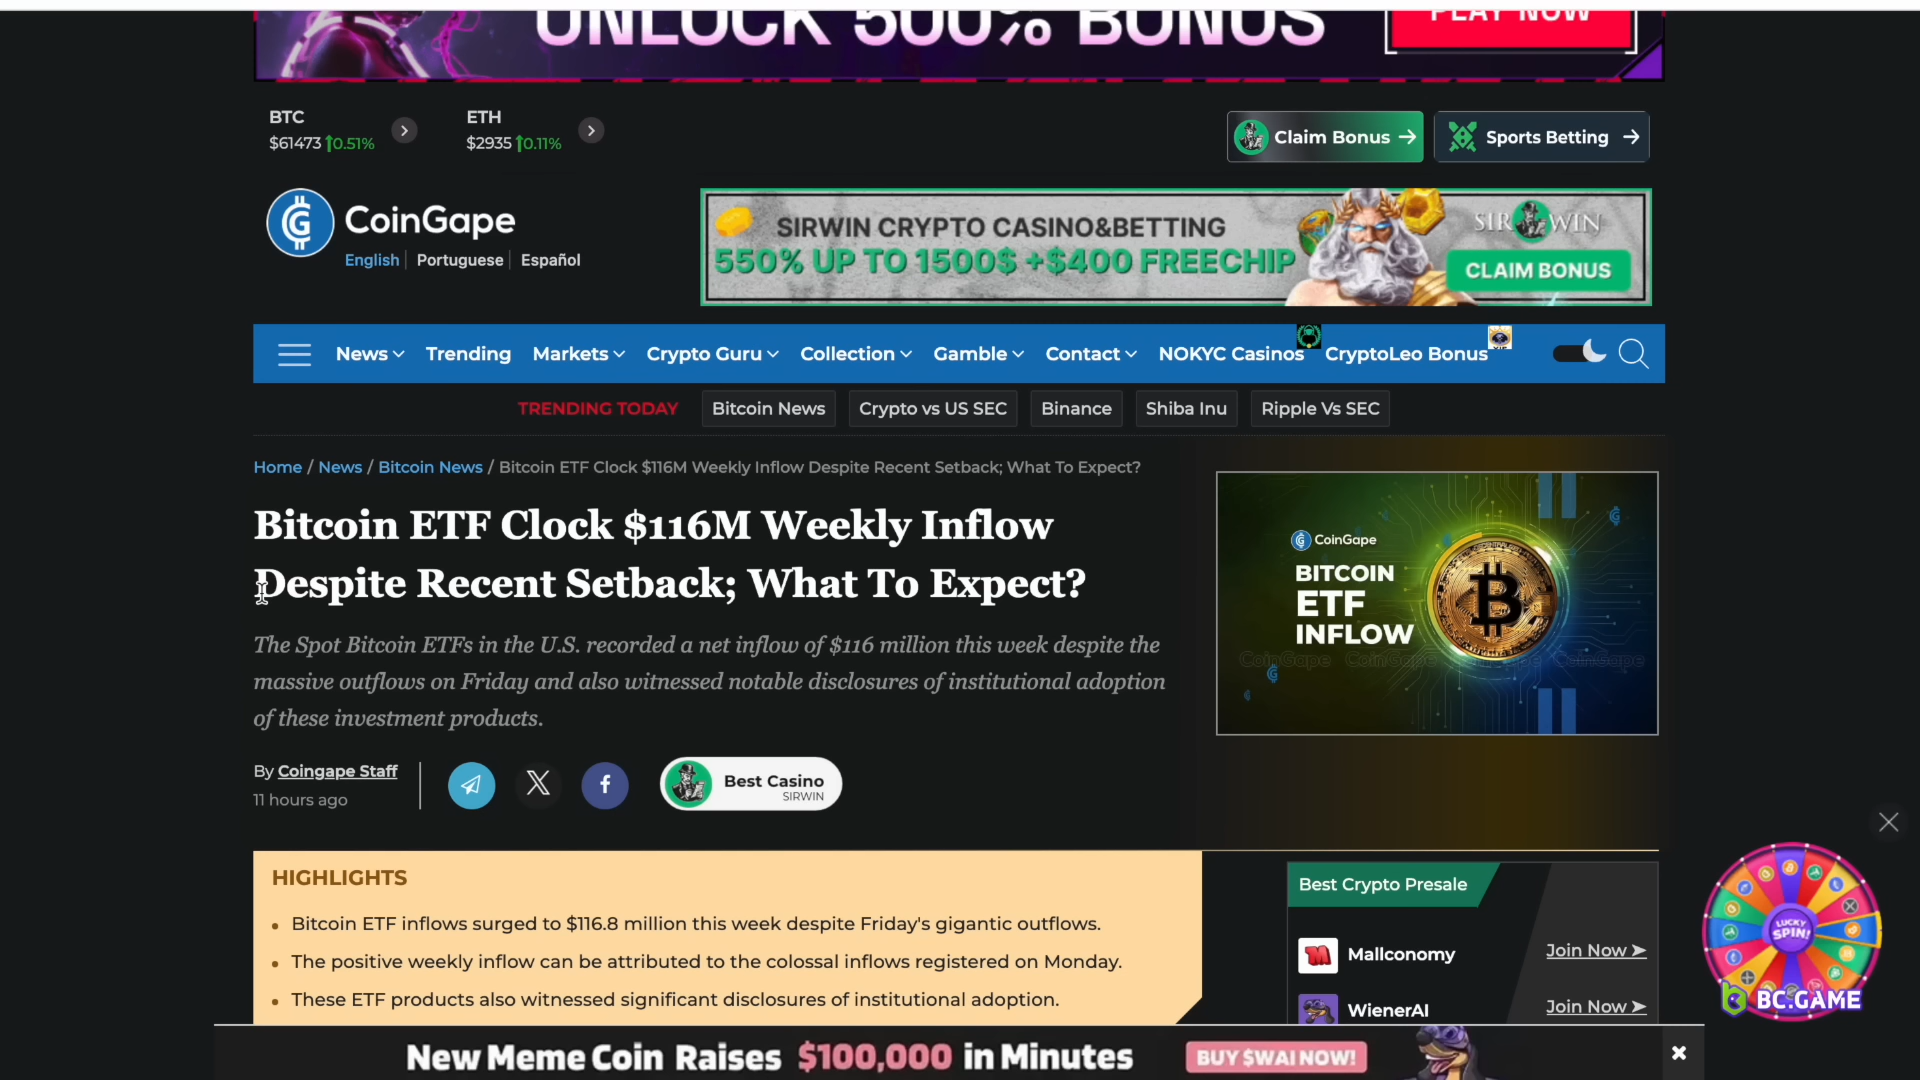 UNLOCK 500% BONUS
PLAY NOW
BTC
$61473 0.51%
ETH
$2935 0.11%
Claim Bonus
Sports Betting
CoinGape
English Portuguese Español
SIRWIN CRYPTO CASINO&BETTING
550% UP TO 1500$ +$400 FREECHIP
SIR WIN
CLAIM BONUS
News Trending Markets Crypto Guru Collection Gamble Contact NOKYC Casinos CryptoLeo Bonus
TRENDING TODAY Bitcoin News Crypto vs US SEC Binance Shiba Inu Ripple Vs SEC
Home / News / Bitcoin News / Bitcoin ETF Clock $116M Weekly Inflow Despite Recent Setback; What To Expect?
Bitcoin ETF Clock $116M Weekly Inflow
Despite Recent Setback; What To Expect?
The Spot Bitcoin ETFs in the U.S. recorded a net inflow of $116 million this week despite the
massive outflows on Friday and also witnessed notable disclosures of institutional adoption
of these investment products.
By Coingape Staff
11 hours ago
Best Casino
SIRWIN
CoinGape
BITCOIN
ETF
INFLOW
CoinGape CoinGape CoinGape CoinGape
HIGHLIGHTS
Bitcoin ETF inflows surged to $116.8 million this week despite Friday's gigantic outflows.
The positive weekly inflow can be attributed to the colossal inflows registered on Monday.
These ETF products also witnessed significant disclosures of institutional adoption.
Best Crypto Presale
Mallconomy Join Now
WienerAI Join Now
LUCKY
SPIN!
BC.GAME
New Meme Coin Raises $100,000 in Minutes
BUY $WAI NOW!